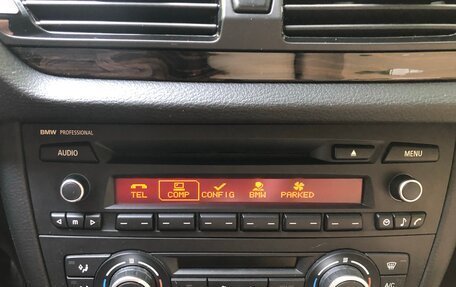 BMW PROFESSIONAL
AUDIO
MENU
TEL COMP CONFIG BMW PARKED
m
A/C